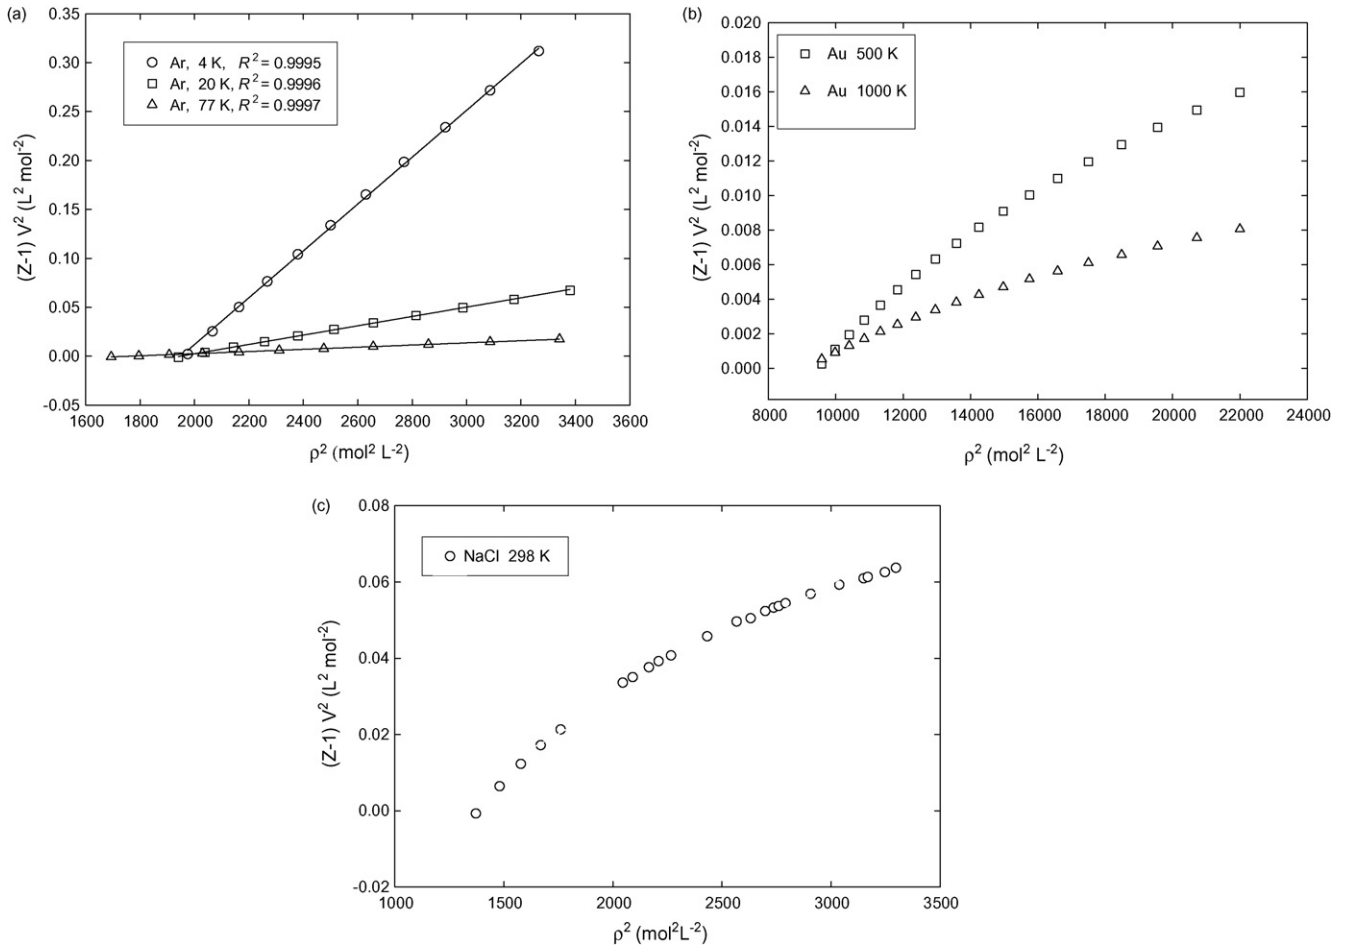 (a)
0.35
0.30
0.25
0.20
0.15
0.10
0.05
0.00
-0.05
(Z-1) V² (L² mol⁻²)
○ Ar, 4 K, R² = 0.9995
□ Ar, 20 K, R² = 0.9996
△ Ar, 77 K, R² = 0.9997
1600 1800 2000 2200 2400 2600 2800 3000 3200 3400 3600
ρ² (mol² L⁻²)
(b)
0.020
0.018
0.016
0.014
0.012
0.010
0.008
0.006
0.004
0.002
0.000
(Z-1) V² (L² mol⁻²)
□ Au 500 K
△ Au 1000 K
8000 10000 12000 14000 16000 18000 20000 22000 24000
ρ² (mol² L⁻²)
(c)
0.08
0.06
0.04
0.02
0.00
-0.02
(Z-1) V² (L² mol⁻²)
○ NaCl 298 K
1000 1500 2000 2500 3000 3500
ρ² (mol²L⁻²)